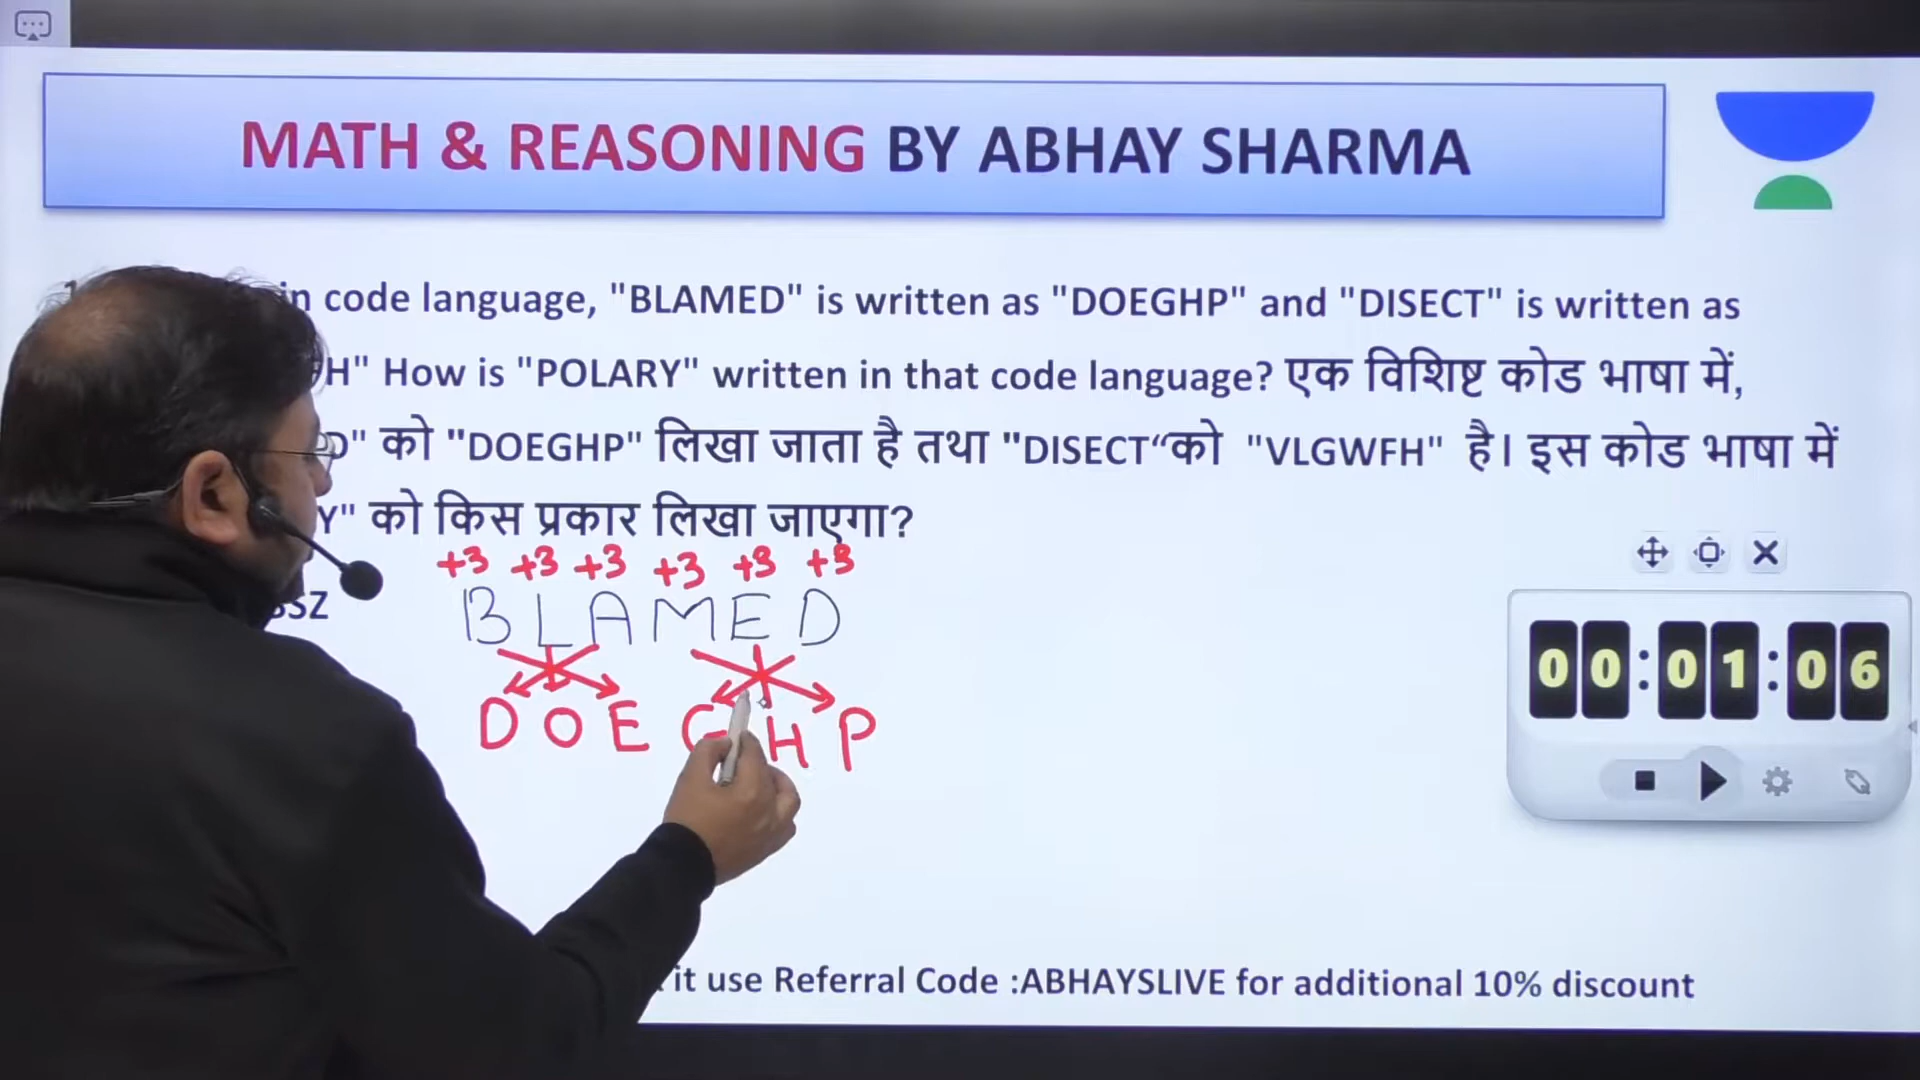 MATH & REASONING BY ABHAY SHARMA
in code language, "BLAMED" is written as "DOEGHP" and "DISECT" is written as
H" How is "POLARY" written in that code language? एक विशिष्ट कोड भाषा में,
D" को "DOEGHP" लिखा जाता है तथा "DISECT“को "VLGWFH" है। इस कोड भाषा में
Y" को किस प्रकार लिखा जाएगा?
+3 +3 +3 +3 +3 +3
SZ
B L A M E D
D O E G H P
00:01:06
it use Referral Code :ABHAYSLIVE for additional 10% discount